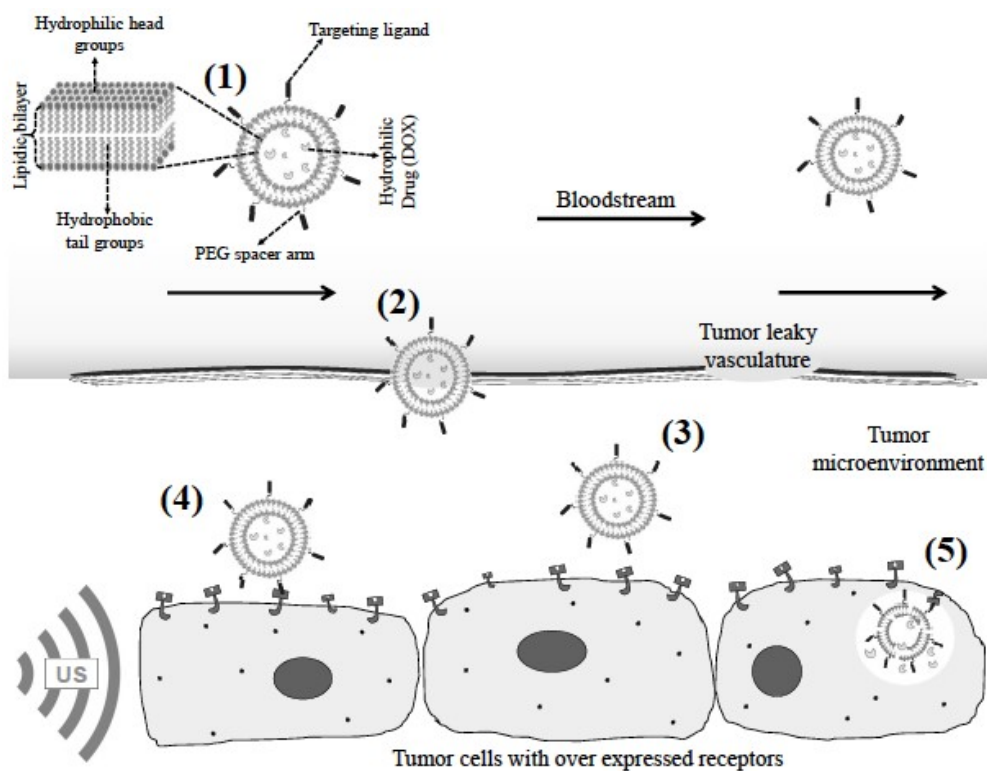 Hydrophilic head
groups
Targeting ligand
(1)
Lipidic bilayer
Hydrophilic
Drug (DOX)
Hydrophobic
tail groups
PEG spacer arm
Bloodstream
(2)
Tumor leaky
vasculature
(3)
Tumor
microenvironment
(4)
(5)
US
Tumor cells with over expressed receptors